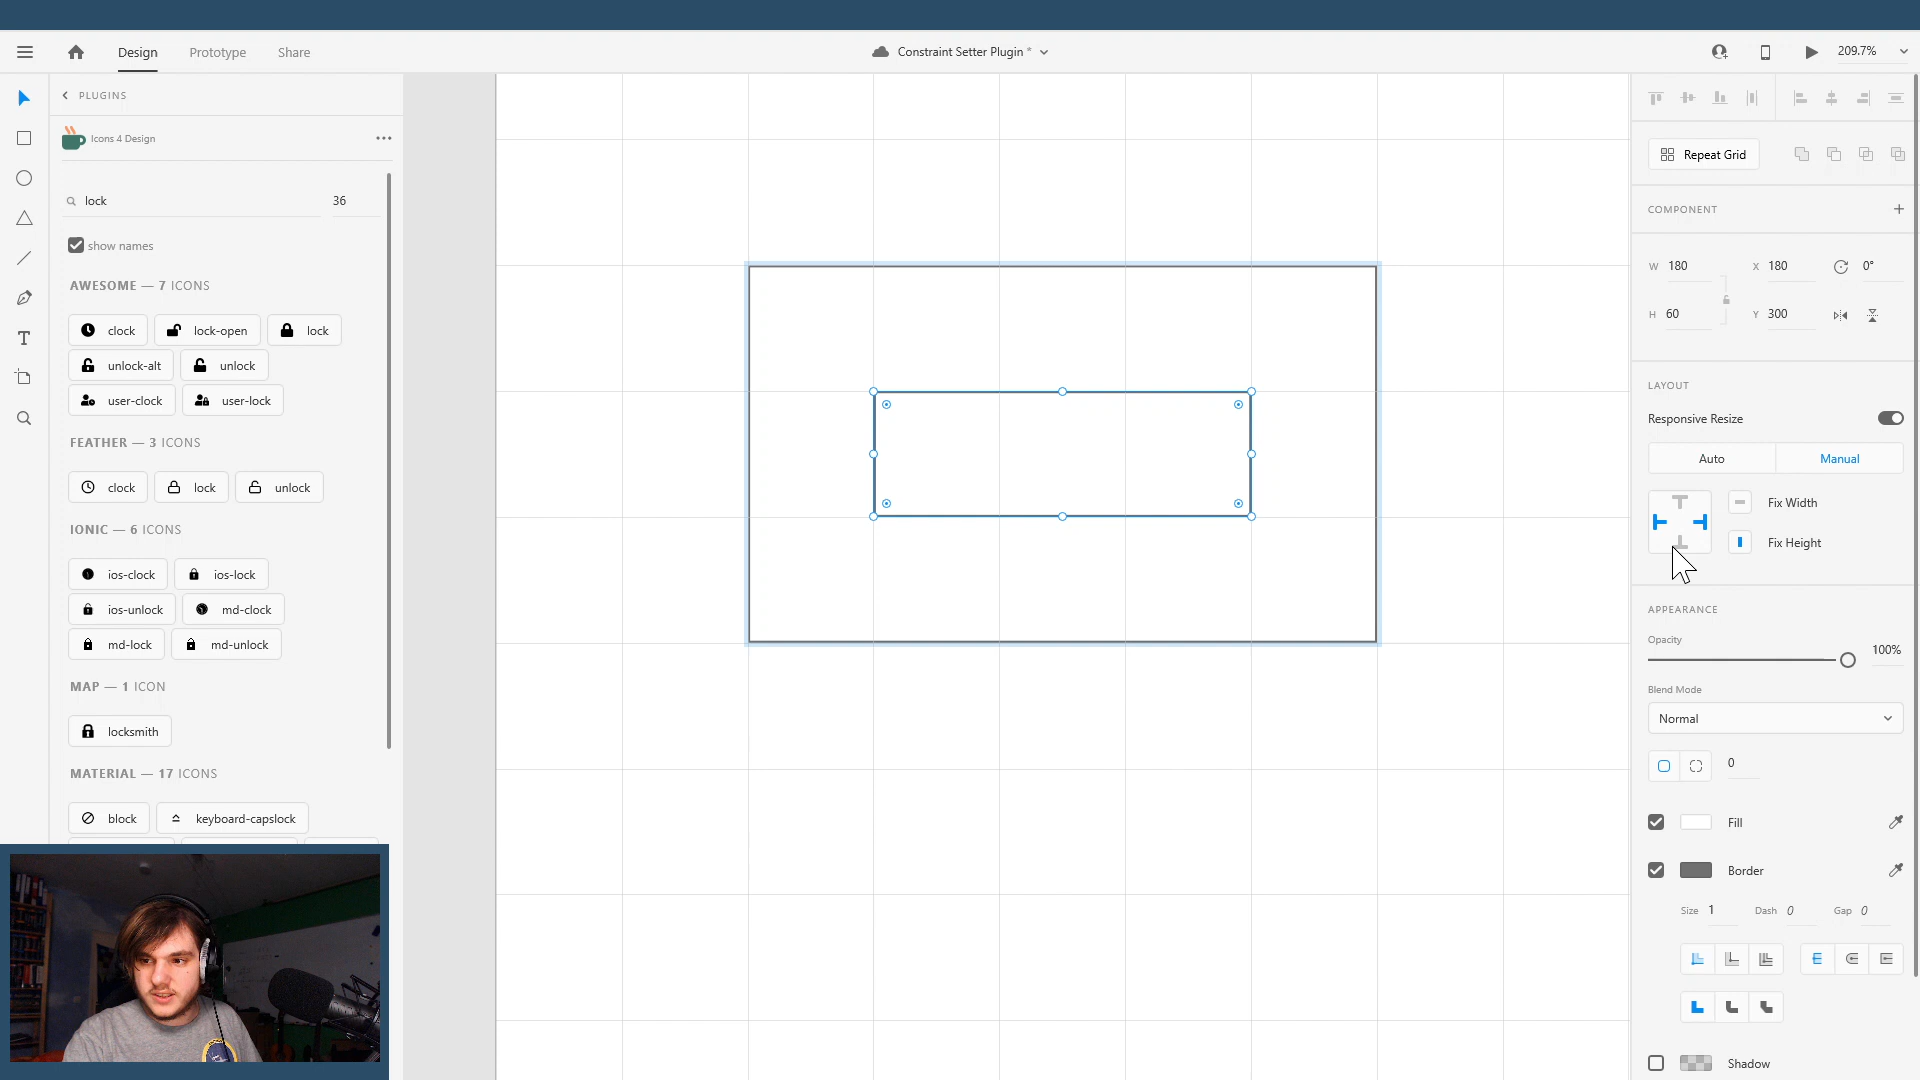 Design Prototype Share
Constraint Setter Plugin *
209.7%
PLUGINS
Icons 4 Design
lock 36
show names
AWESOME — 7 ICONS
clock lock-open lock
unlock-alt unlock
user-clock user-lock
FEATHER — 3 ICONS
clock lock unlock
IONIC — 6 ICONS
ios-clock ios-lock
ios-unlock md-clock
md-lock md-unlock
MAP — 1 ICON
locksmith
MATERIAL — 17 ICONS
block keyboard-capslock
Repeat Grid
COMPONENT
W 180 X 180 0°
H 60 Y 300
LAYOUT
Responsive Resize
Auto Manual
Fix Width
Fix Height
APPEARANCE
Opacity
100%
Blend Mode
Normal
0
Fill
Border
Size 1 Dash 0 Gap 0
Shadow